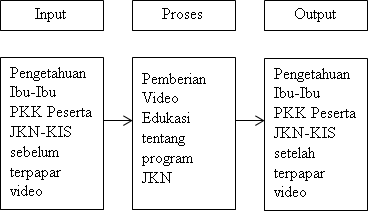 Input
Proses
Output
Pengetahuan
Ibu-Ibu
PKK Peserta
JKN-KIS
sebelum
terpapar
video
Pemberian
Video
Edukasi
tentang
program
JKN
Pengetahuan
Ibu-Ibu
PKK Peserta
JKN-KIS
setelah
terpapar
video